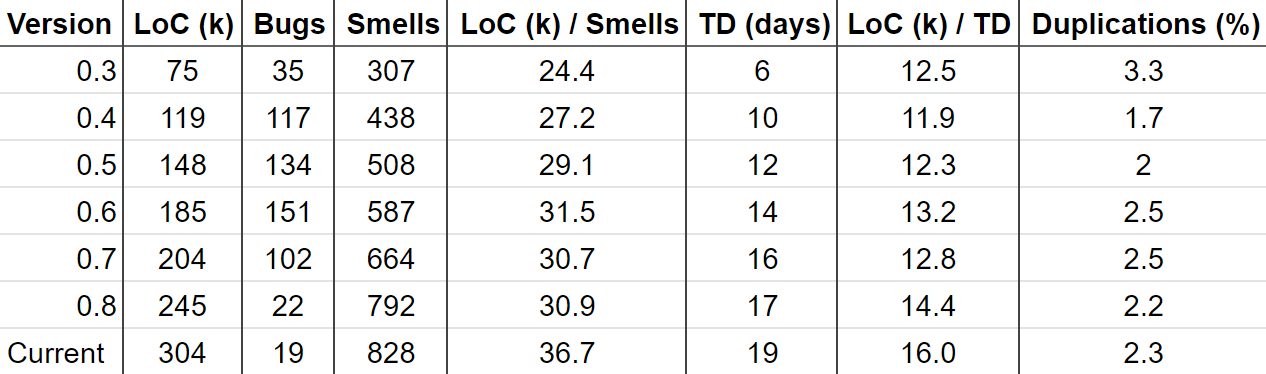 Version LoC (k) Bugs Smells LoC (k) / Smells TD (days) LoC (k) / TD Duplications (%)
0.3 75 35 307 24.4 6 12.5 3.3
0.4 119 117 438 27.2 10 11.9 1.7
0.5 148 134 508 29.1 12 12.3 2
0.6 185 151 587 31.5 14 13.2 2.5
0.7 204 102 664 30.7 16 12.8 2.5
0.8 245 22 792 30.9 17 14.4 2.2
Current 304 19 828 36.7 19 16.0 2.3